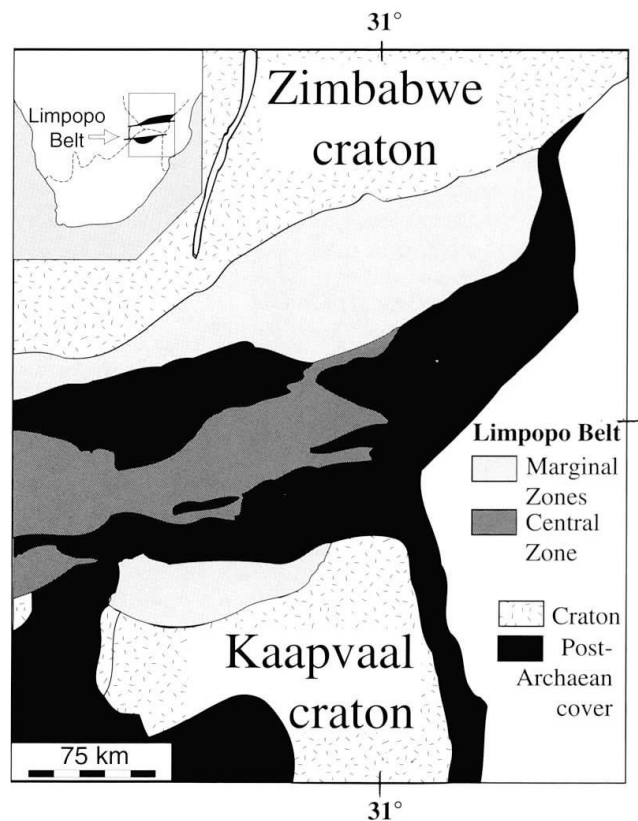 31°
Zimbabwe
craton
Limpopo
Belt
Limpopo Belt
Marginal
Zones
Central
Zone
Craton
Post-
Archaean
cover
Kaapvaal
craton
75 km
31°